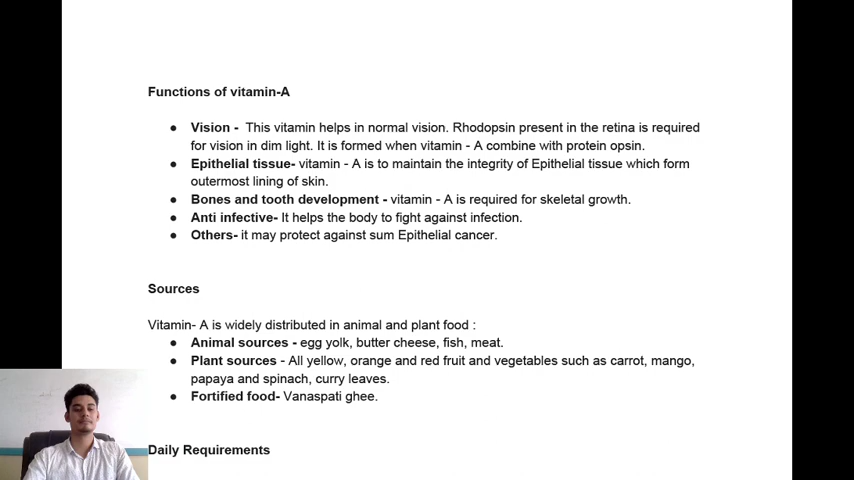 Functions of vitamin-A
● Vision - This vitamin helps in normal vision. Rhodopsin present in the retina is required
for vision in dim light. It is formed when vitamin - A combine with protein opsin.
● Epithelial tissue- vitamin - A is to maintain the integrity of Epithelial tissue which form
outermost lining of skin.
● Bones and tooth development - vitamin - A is required for skeletal growth.
● Anti infective- It helps the body to fight against infection.
● Others- it may protect against sum Epithelial cancer.
Sources
Vitamin- A is widely distributed in animal and plant food :
● Animal sources - egg yolk, butter cheese, fish, meat.
● Plant sources - All yellow, orange and red fruit and vegetables such as carrot, mango,
papaya and spinach, curry leaves.
● Fortified food- Vanaspati ghee.
Daily Requirements